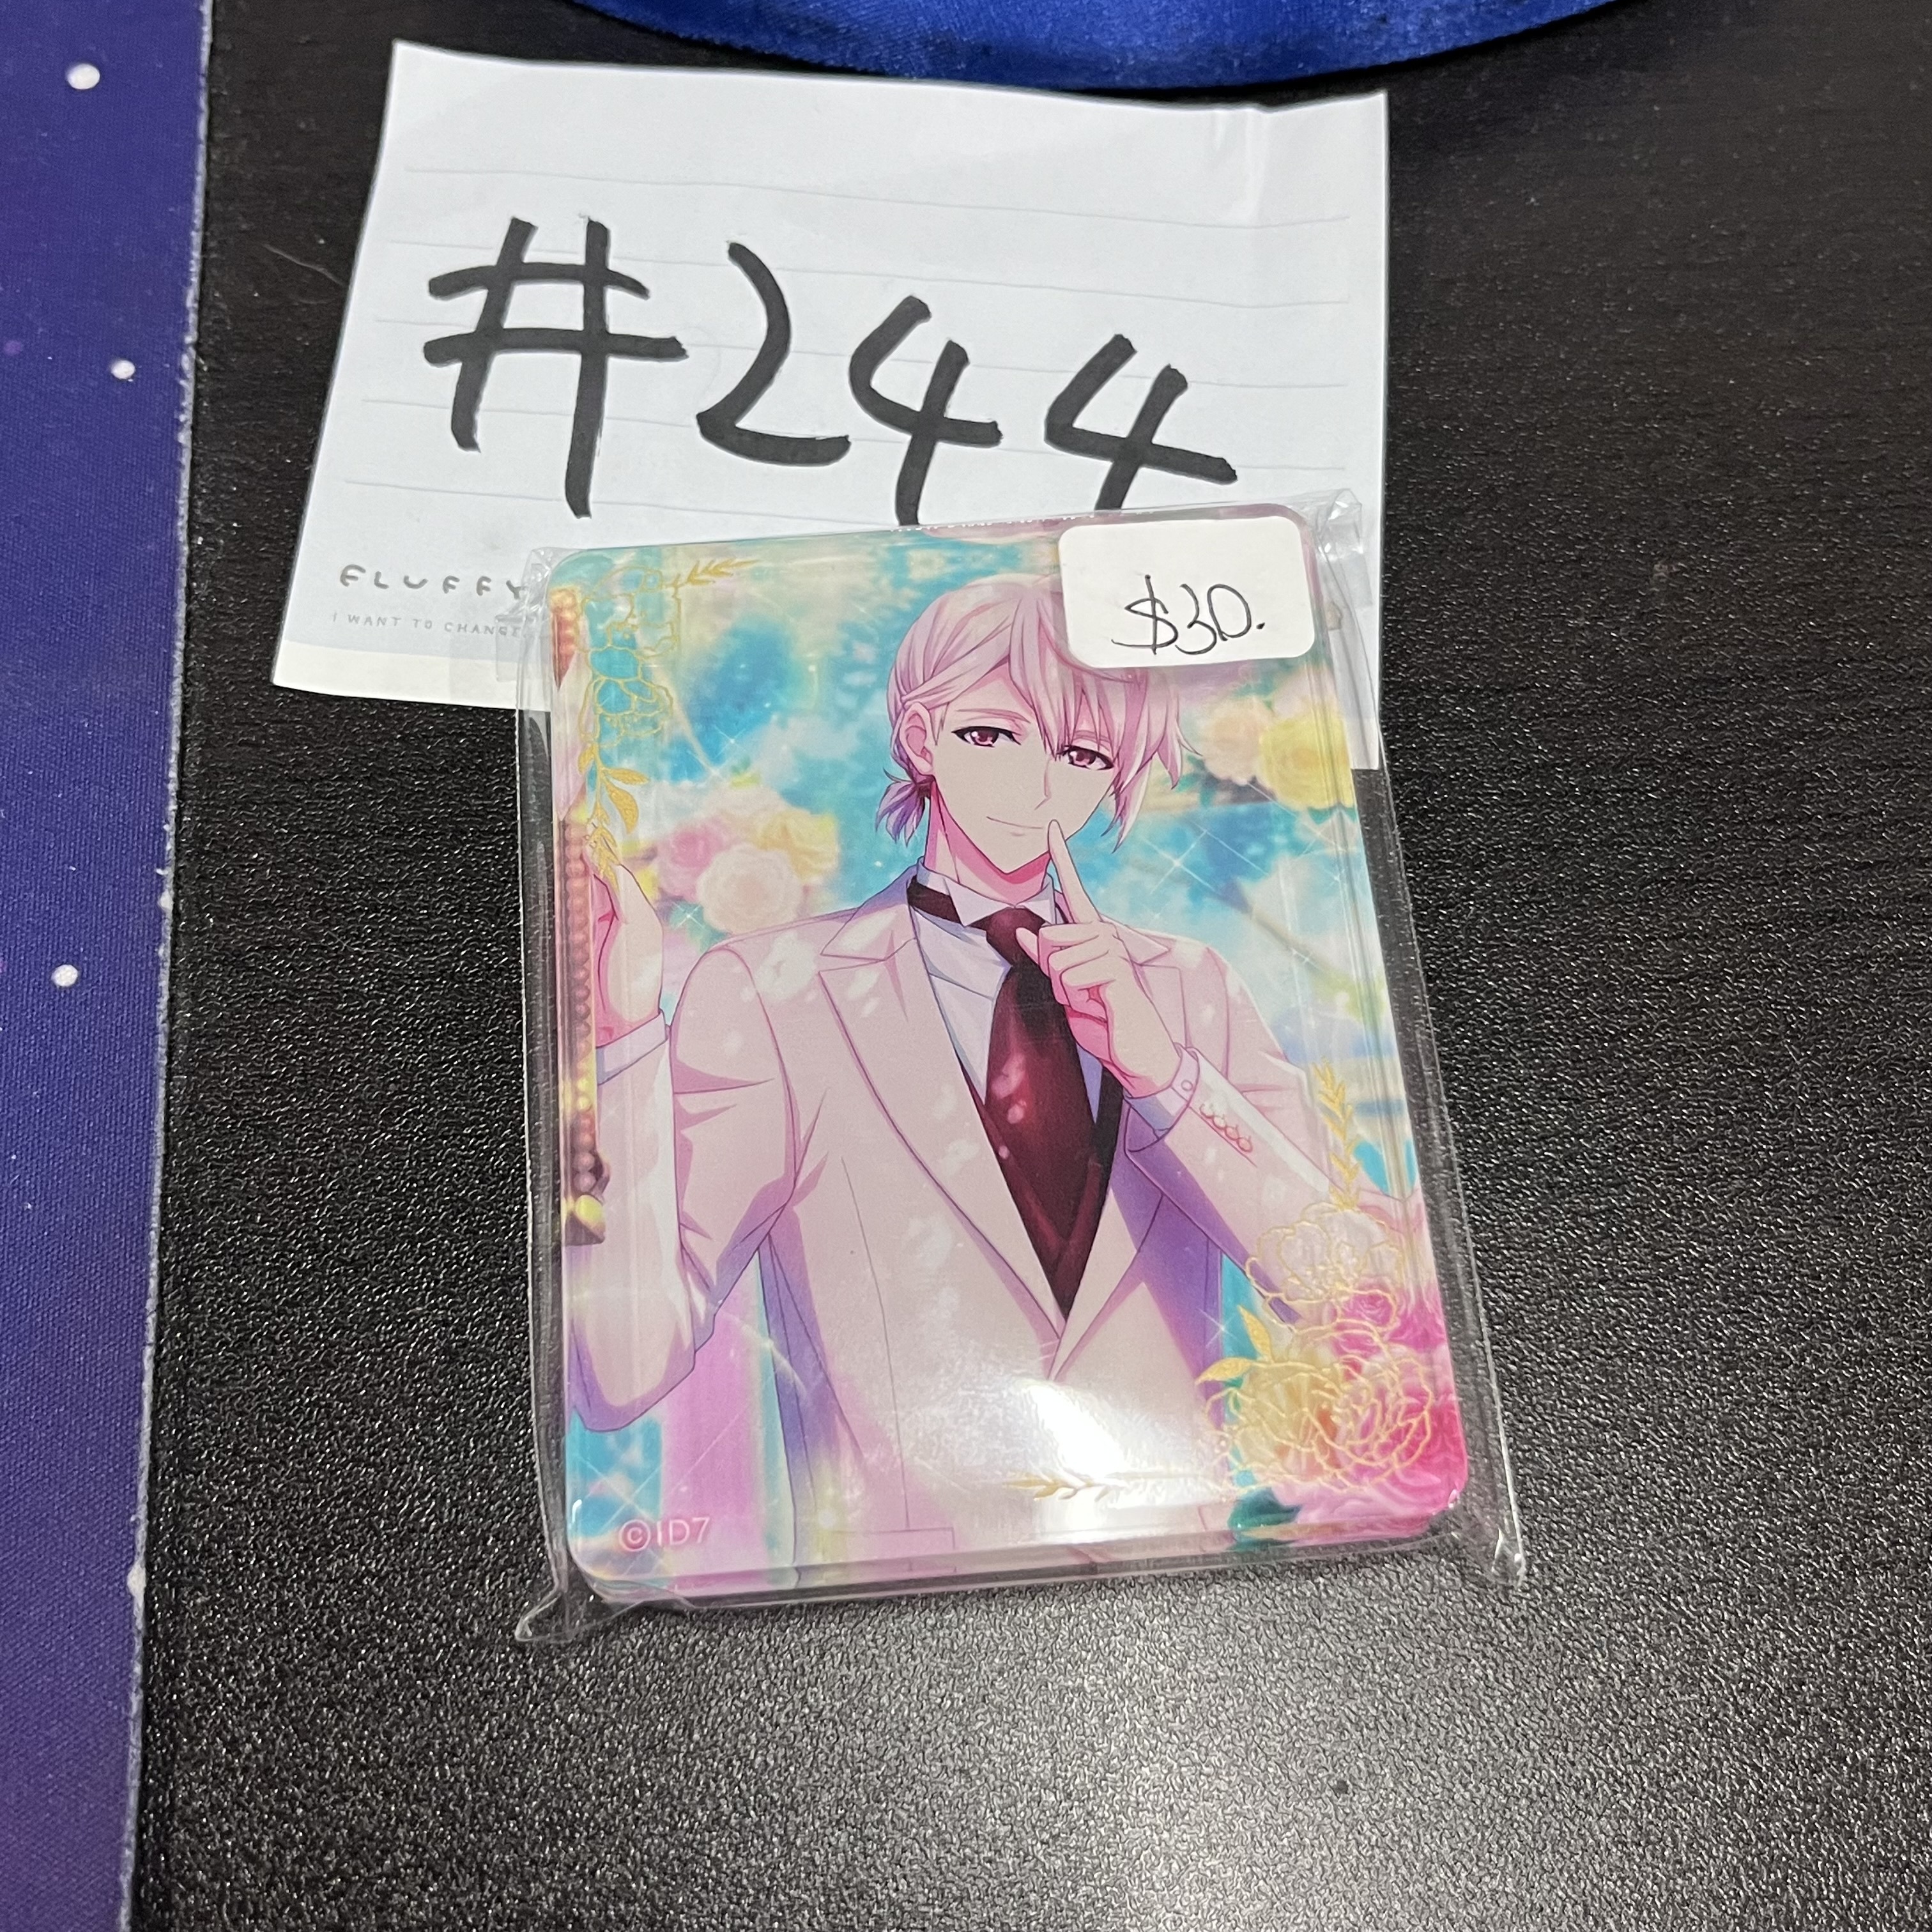 #244
FLUFFY
I WANT TO CHANGE
$30.
©ID7